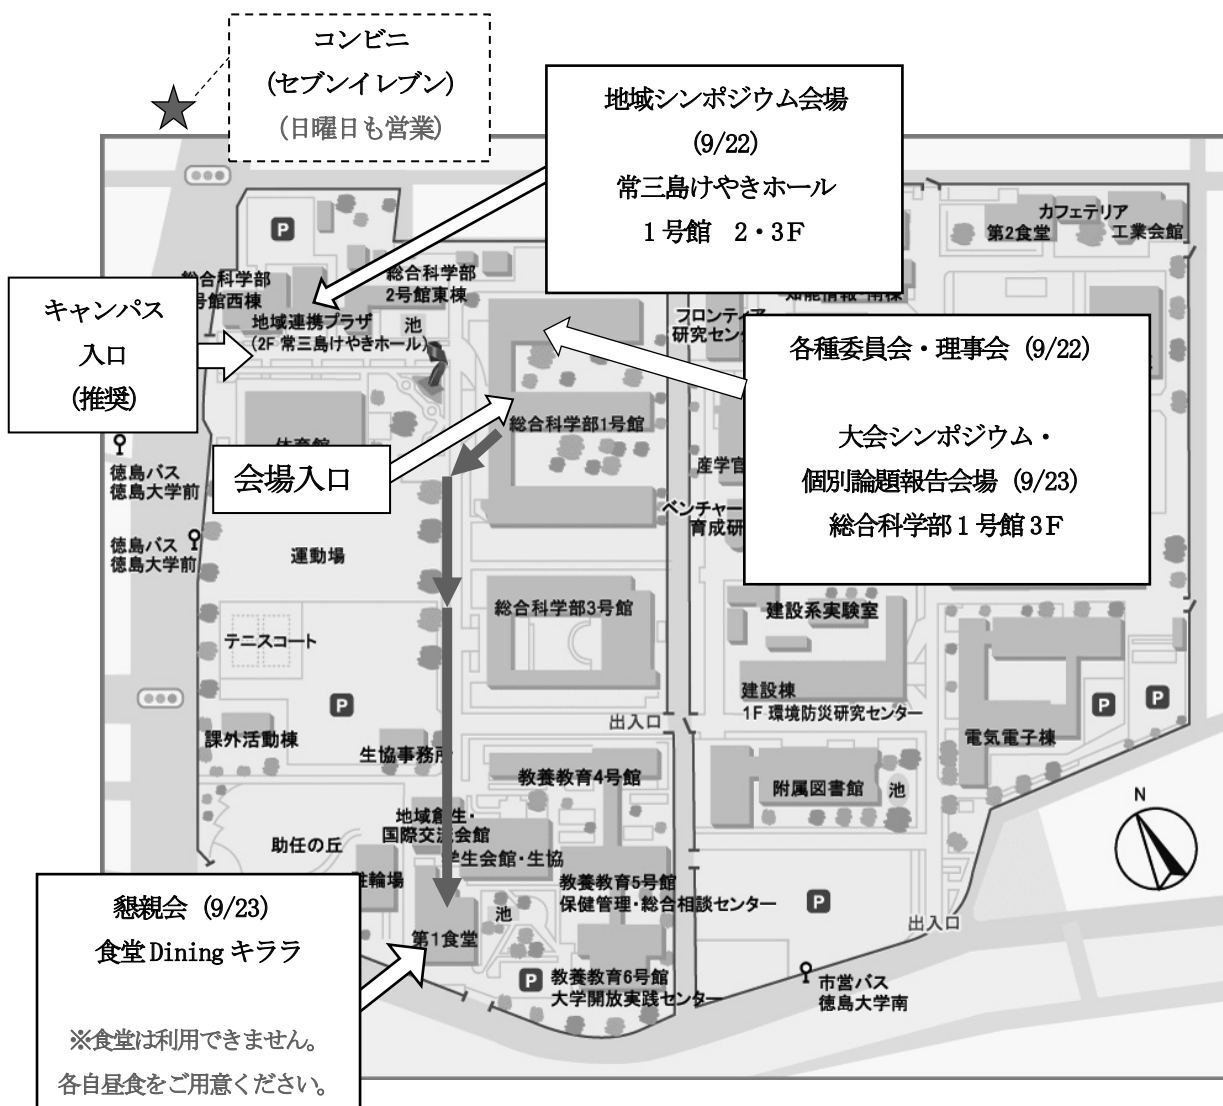 コンビニ
(セブンイレブン)
(日曜日も営業)
地域シンポジウム会場
(9/22)
常三島けやきホール
1号館　2・3F
カフェテリア
第2食堂
工業会館
総合科学部
号館西棟
総合科学部
2号館東棟
地域連携プラザ
(2F 常三島けやきホール)
池
キャンパス
入口
(推奨)
フロンティア
研究セン
各種委員会・理事会 (9/22)
大会シンポジウム・
個別論題報告会場 (9/23)
総合科学部1号館3F
総合科学部1号館
会場入口
産学官
ベンチャー
育成研
徳島バス
徳島大学前
徳島バス
徳島大学前
運動場
総合科学部3号館
建設系実験室
テニスコート
建設棟
1F 環境防災研究センター
出入口
電気電子棟
課外活動棟
生協事務所
教養教育4号館
附属図書館
池
地域創生・
国際交流会館
助任の丘
学生会館・生協
駐輪場
教養教育5号館
保健管理・総合相談センター
池
第1食堂
出入口
N
教養教育6号館
大学開放実践センター
市営バス
徳島大学南
P
P
P
P
P
P
懇親会 (9/23)
食堂 Dining キララ
※食堂は利用できません。
各自昼食をご用意ください。